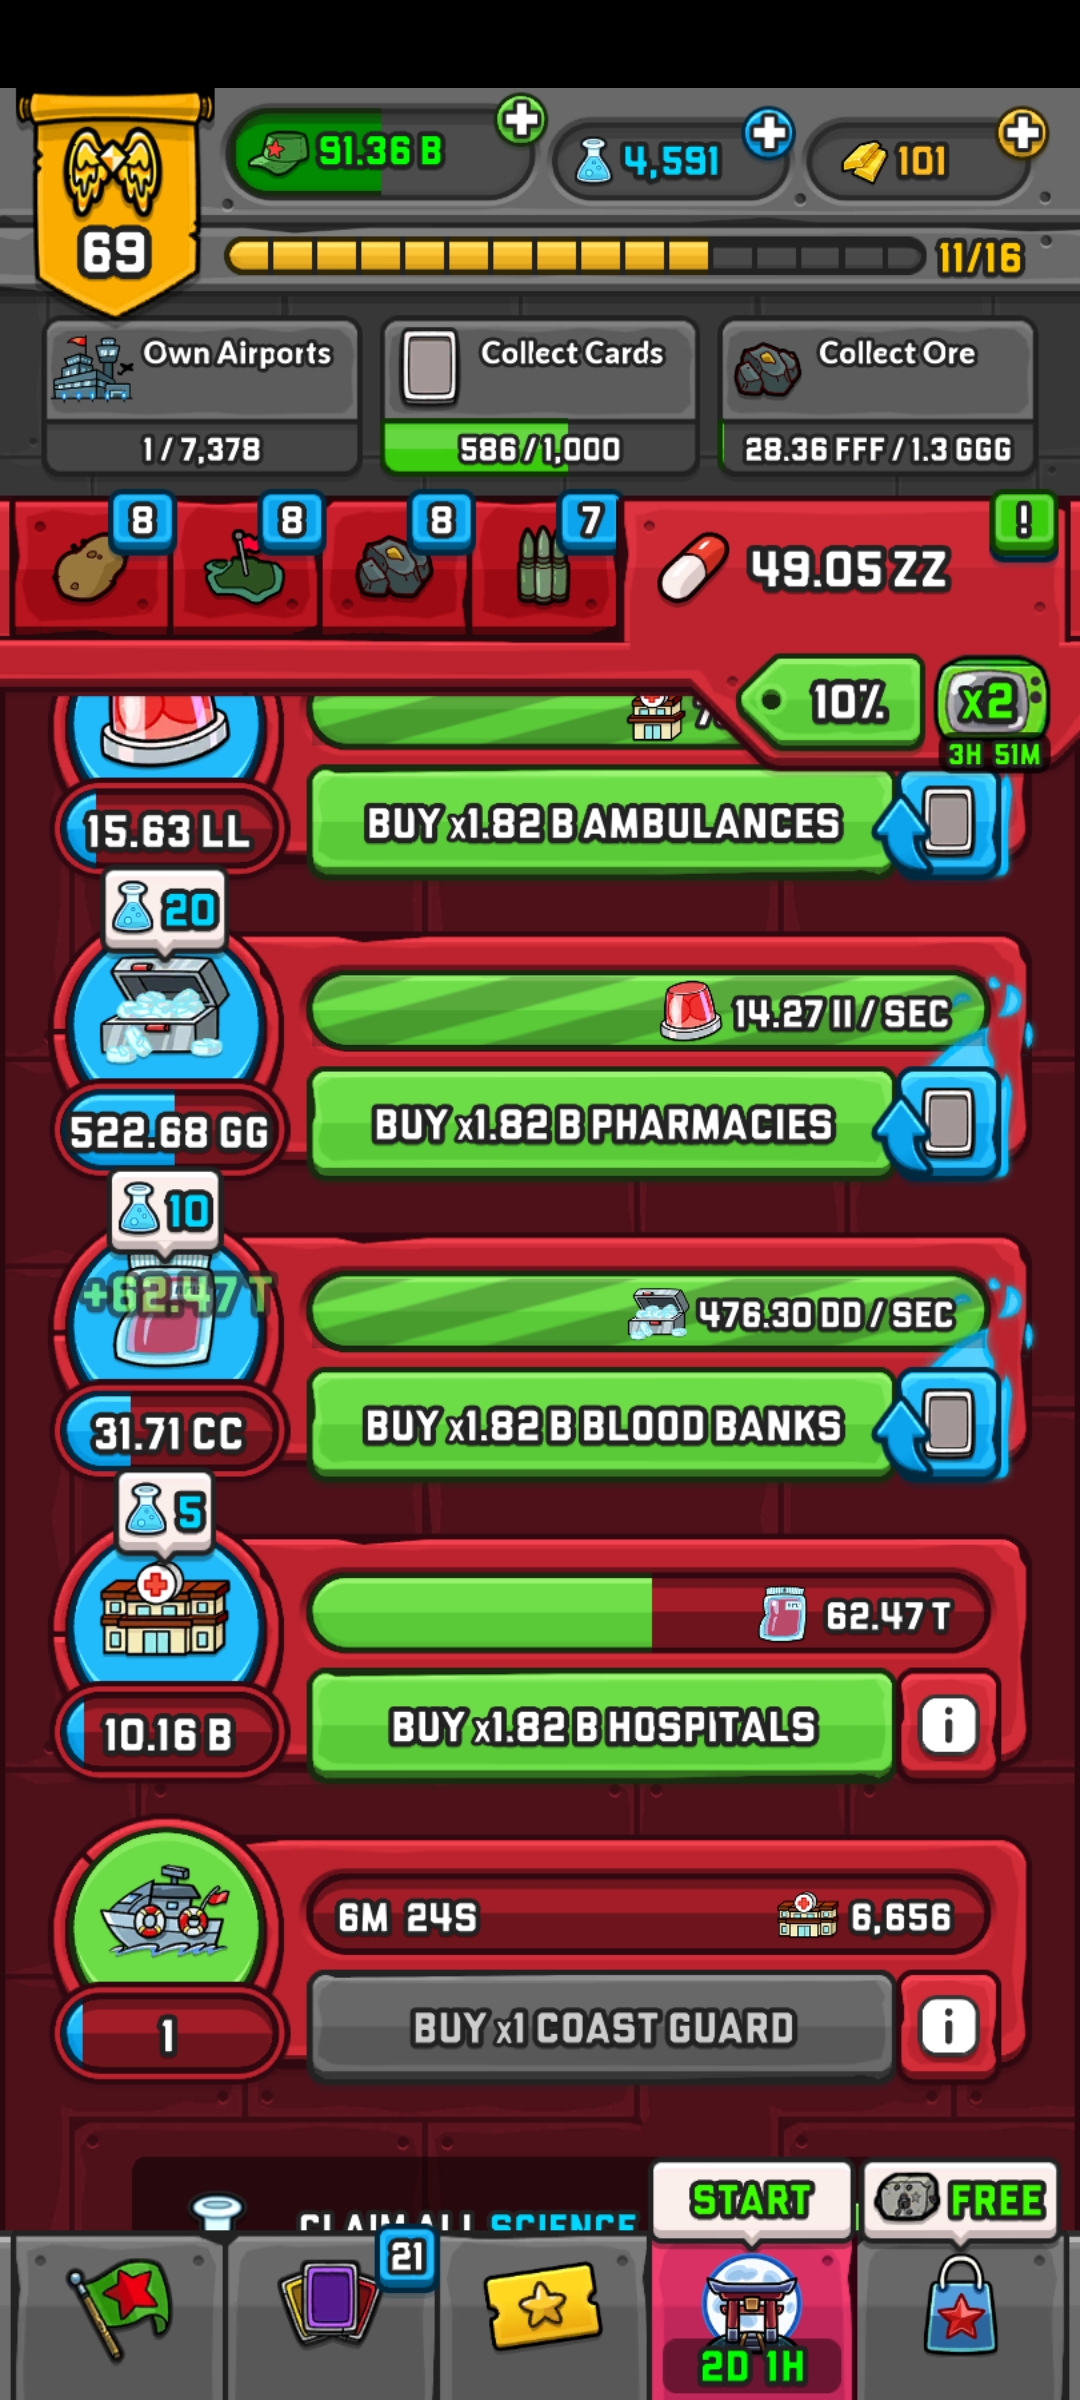 69
91.36 B
4,591
101
11/16
Own Airports
1 / 7,378
Collect Cards
586 / 1,000
Collect Ore
28.36 FFF / 1.3 GGG
8
8
8
7
49.05 ZZ
!
10%
x2
3H 51M
15.63 LL
BUY x1.82 B AMBULANCES
20
14.27 II / SEC
522.68 GG
BUY x1.82 B PHARMACIES
10
+62.47 T
476.30 DD / SEC
31.71 CC
BUY x1.82 B BLOOD BANKS
5
62.47 T
10.16 B
BUY x1.82 B HOSPITALS
i
6M 24S
6,656
1
BUY x1 COAST GUARD
i
CLAIM ALL SCIENCE
START
FREE
21
2D 1H